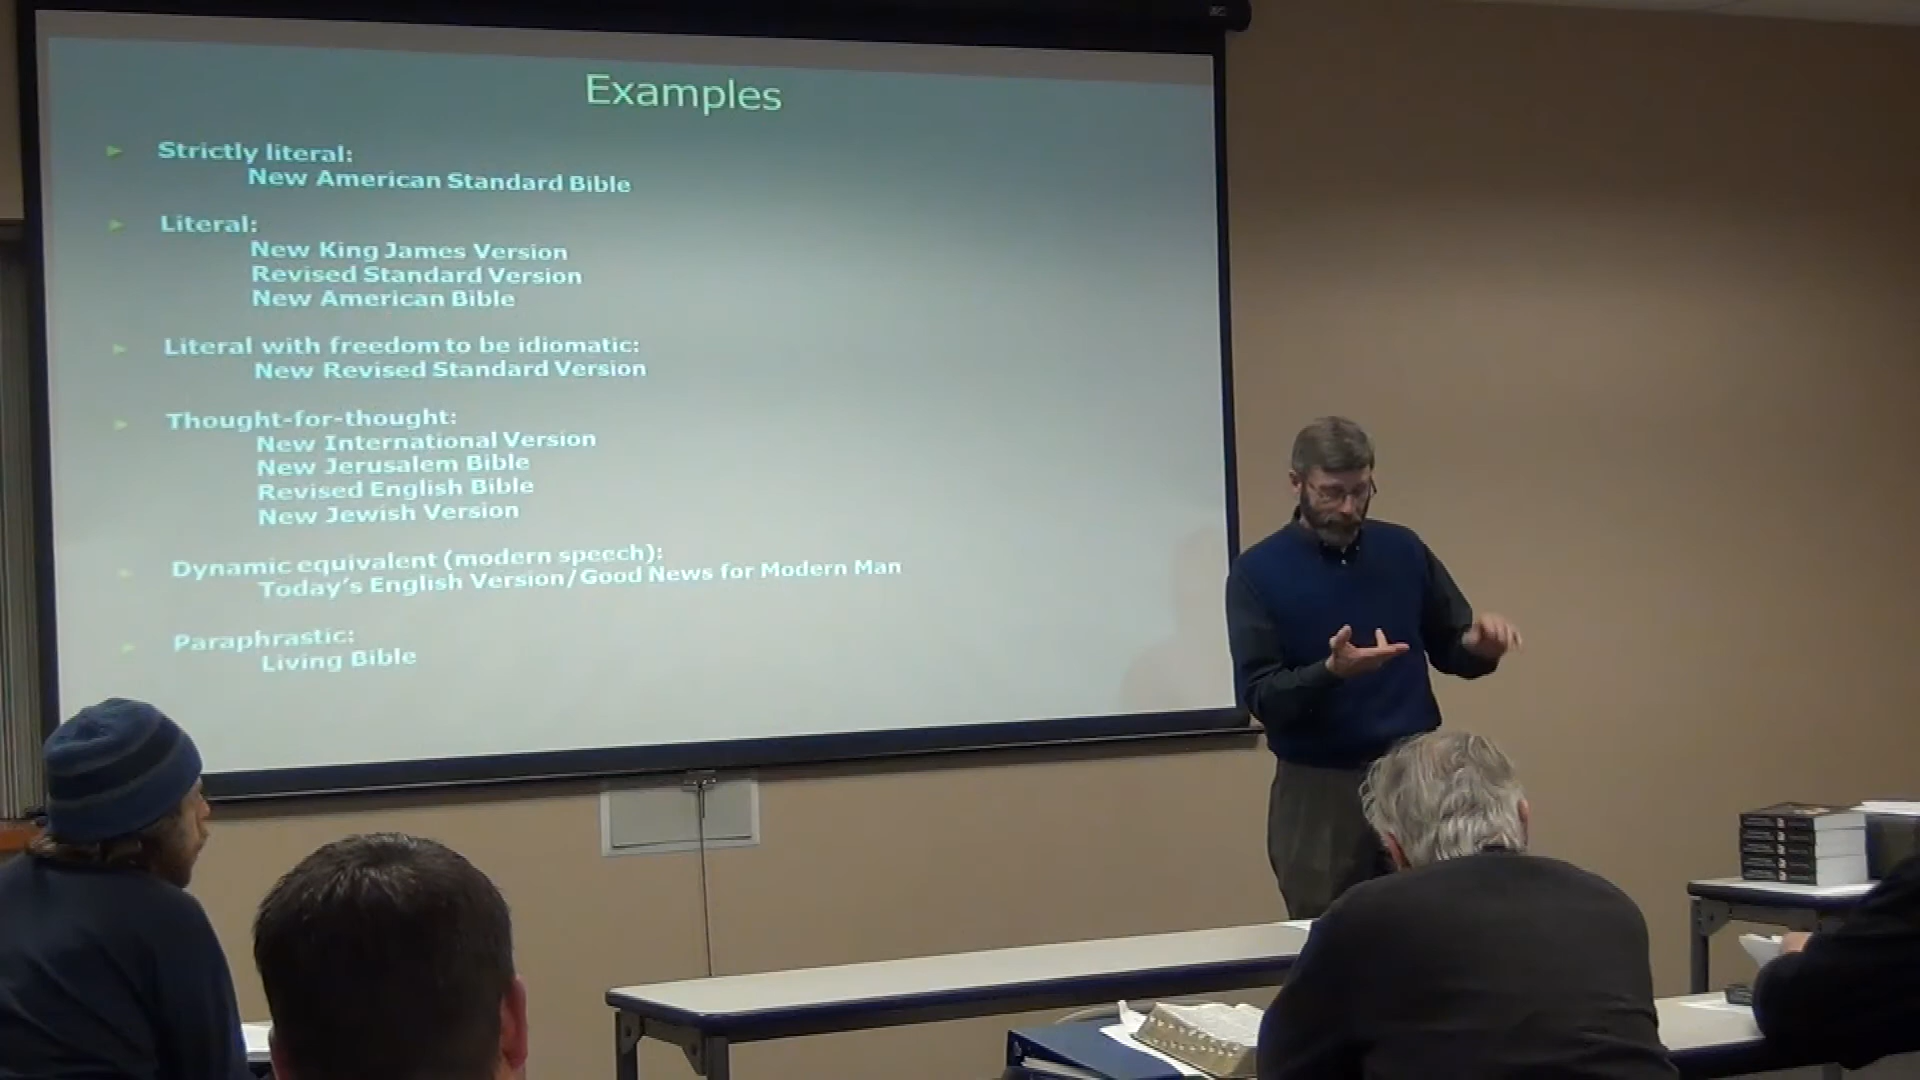 Examples
Strictly literal:
New American Standard Bible
Literal:
New King James Version
Revised Standard Version
New American Bible
Literal with freedom to be idiomatic:
New Revised Standard Version
Thought-for-thought:
New International Version
New Jerusalem Bible
Revised English Bible
New Jewish Version
Dynamic equivalent (modern speech):
Today's English Version/Good News for Modern Man
Paraphrastic:
Living Bible